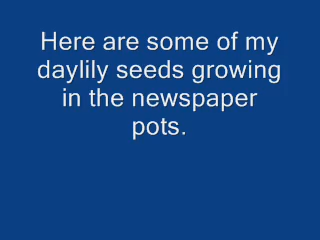 Here are some of my
daylily seeds growing
in the newspaper
pots.